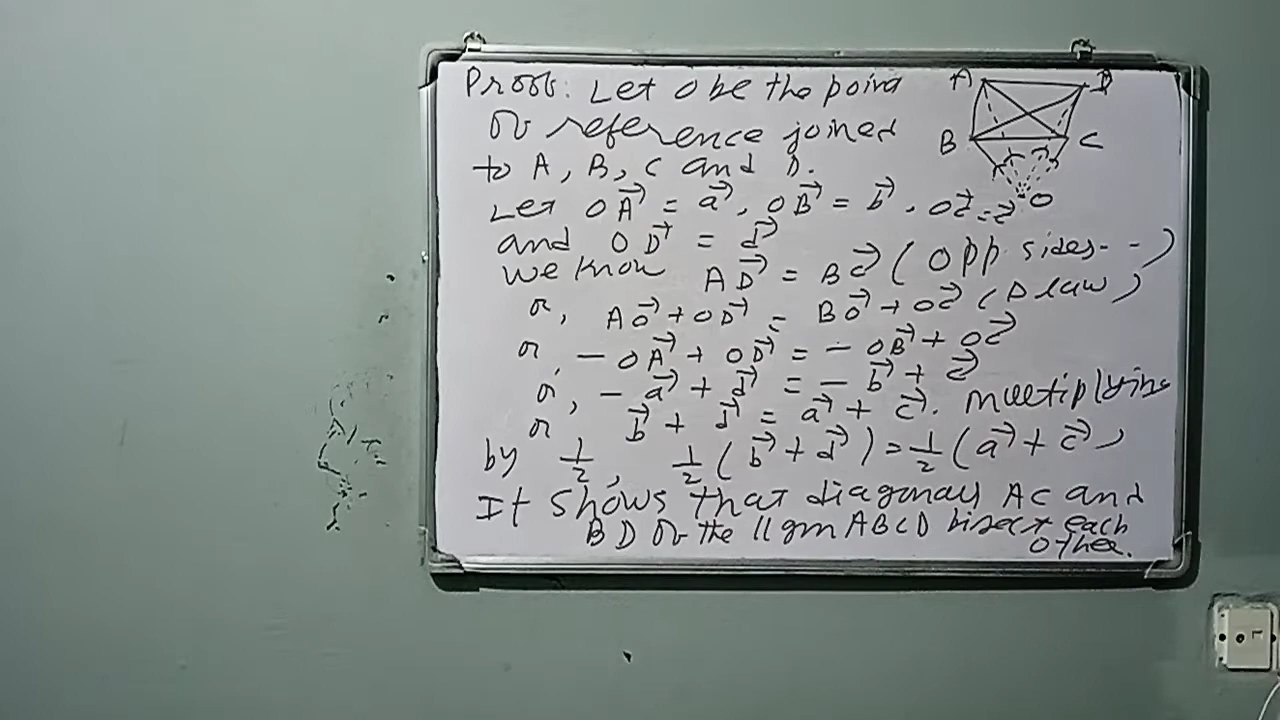 Proof: Let O be the point
of reference joined
to A, B, C and D.
Let OA→ = a→, OB→ = b→, OC→ = c→
and OD→ = d→
we know AD→ = BC→ (opp. sides--)
or, AO→ + OD→ = BO→ + OC→ (Δ law)
or - OA→ + OD→ = - OB→ + OC→
or, - a→ + d→ = - b→ + c→
or b→ + d→ = a→ + c→. Multiplying
by 1/2, 1/2 (b→ + d→) = 1/2 (a→ + c→)
It shows that diagonals AC and
BD of the ||gm ABCD bisect each
other.
A D
B C
O